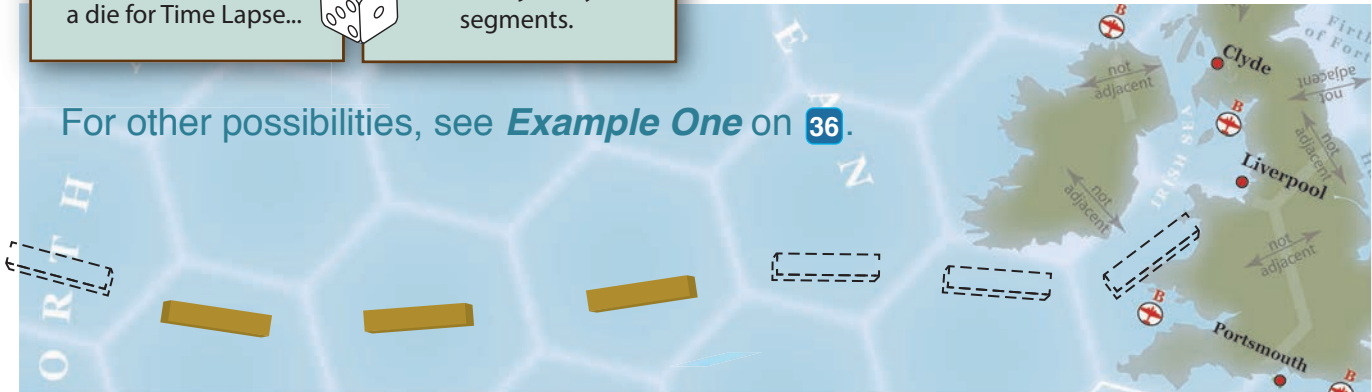 a die for Time Lapse...
segments.
For other possibilities, see Example One on 36.
N O R T H
E A N
B
Firth
of Fort
Clyde
not
adjacent
not
adjacent
B
not
adjacent
IRISH SEA
Liverpool
not
adjacent
not
adjacent
B
Portsmouth
B